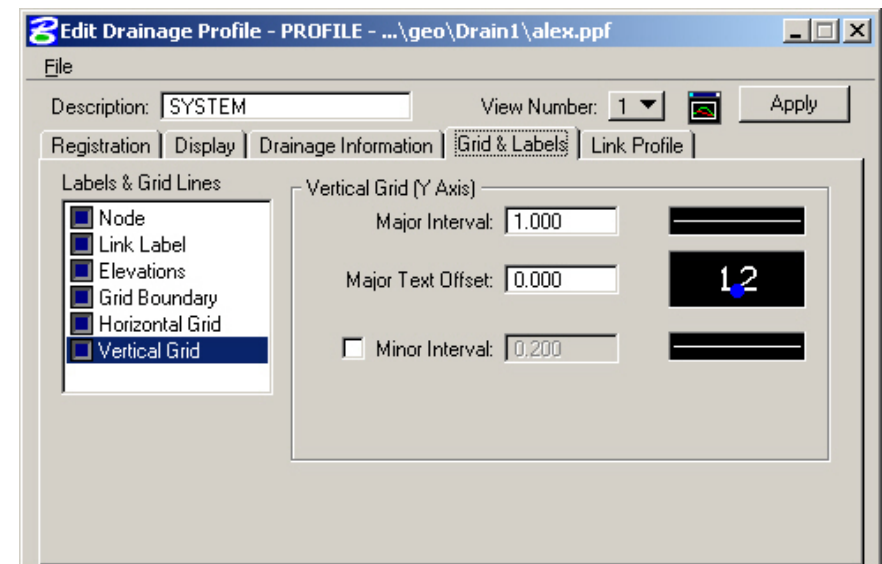 Edit Drainage Profile - PROFILE - ...\geo\Drain1\alex.ppf
File
Description: SYSTEM View Number: 1 Apply
Registration Display Drainage Information Grid & Labels Link Profile
Labels & Grid Lines
Node
Link Label
Elevations
Grid Boundary
Horizontal Grid
Vertical Grid
Vertical Grid (Y Axis)
Major Interval: 1.000
Major Text Offset: 0.000 1.2
Minor Interval: 0.200